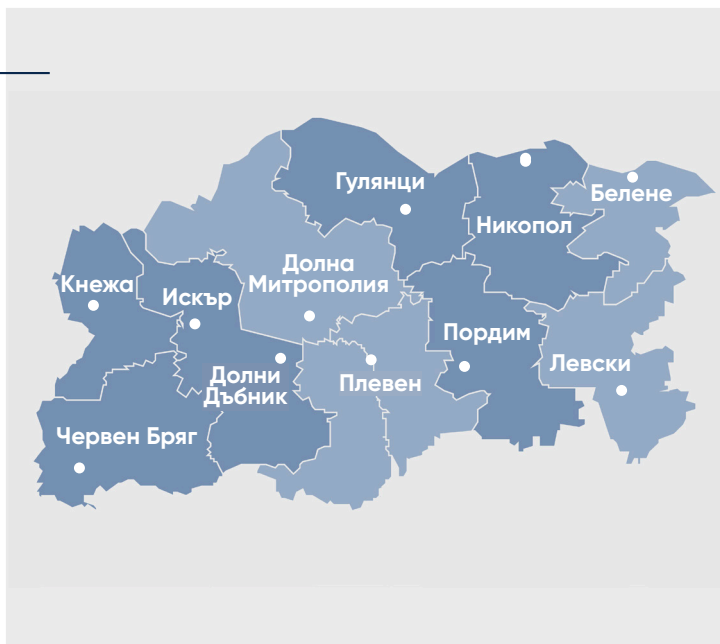 Гулянци
Белене
Никопол
Долна
Митрополия
Кнежа
Искър
Пордим
Левски
Долни
Дъбник
Плевен
Червен Бряг